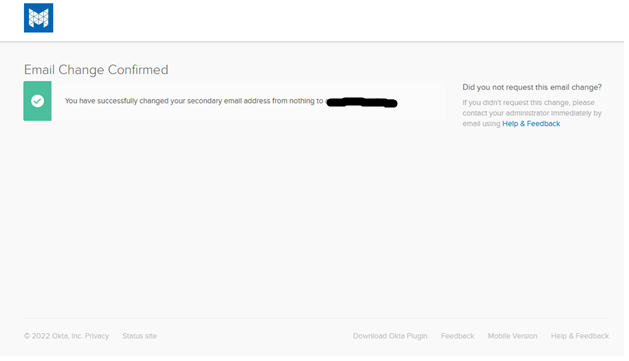 Email Change Confirmed
You have successfully changed your secondary email address from nothing to
Did you not request this email change?
If you didn't request this change, please
contact your administrator immediately by
email using Help & Feedback
© 2022 Okta, Inc. Privacy Status site Download Okta Plugin Feedback Mobile Version Help & Feedback